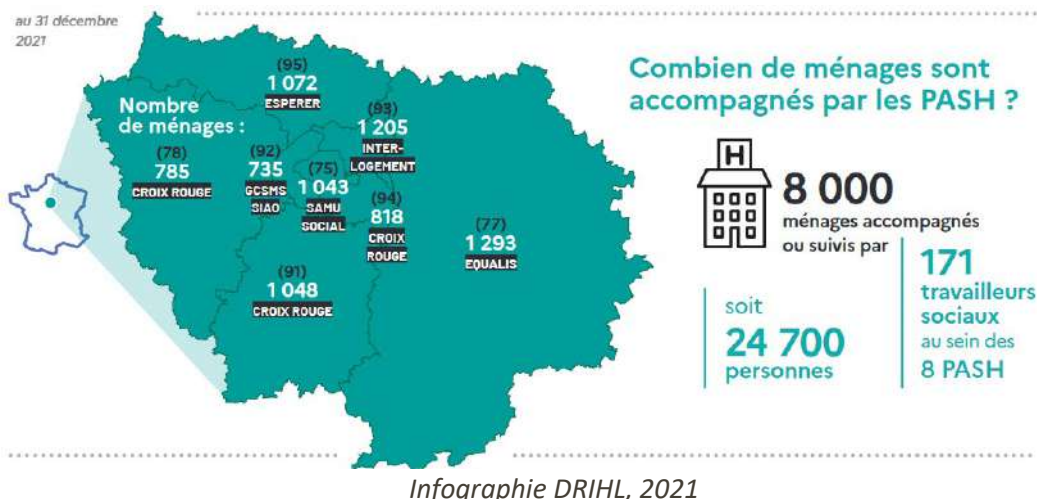 au 31 décembre
2021
Nombre
de ménages :
(95)
1 072
ESPERER
(93)
1 205
INTER-
LOGEMENT
(78)
785
CROIX ROUGE
(92)
735
GCSMS
SIAO
(75)
1 043
SAMU
SOCIAL
(94)
818
CROIX
ROUGE
(77)
1 293
EQUALIS
(91)
1 048
CROIX ROUGE
Combien de ménages sont
accompagnés par les PASH ?
H
8 000
ménages accompagnés
ou suivis par
171
travailleurs
sociaux
au sein des
8 PASH
soit
24 700
personnes
Infographie DRIHL, 2021